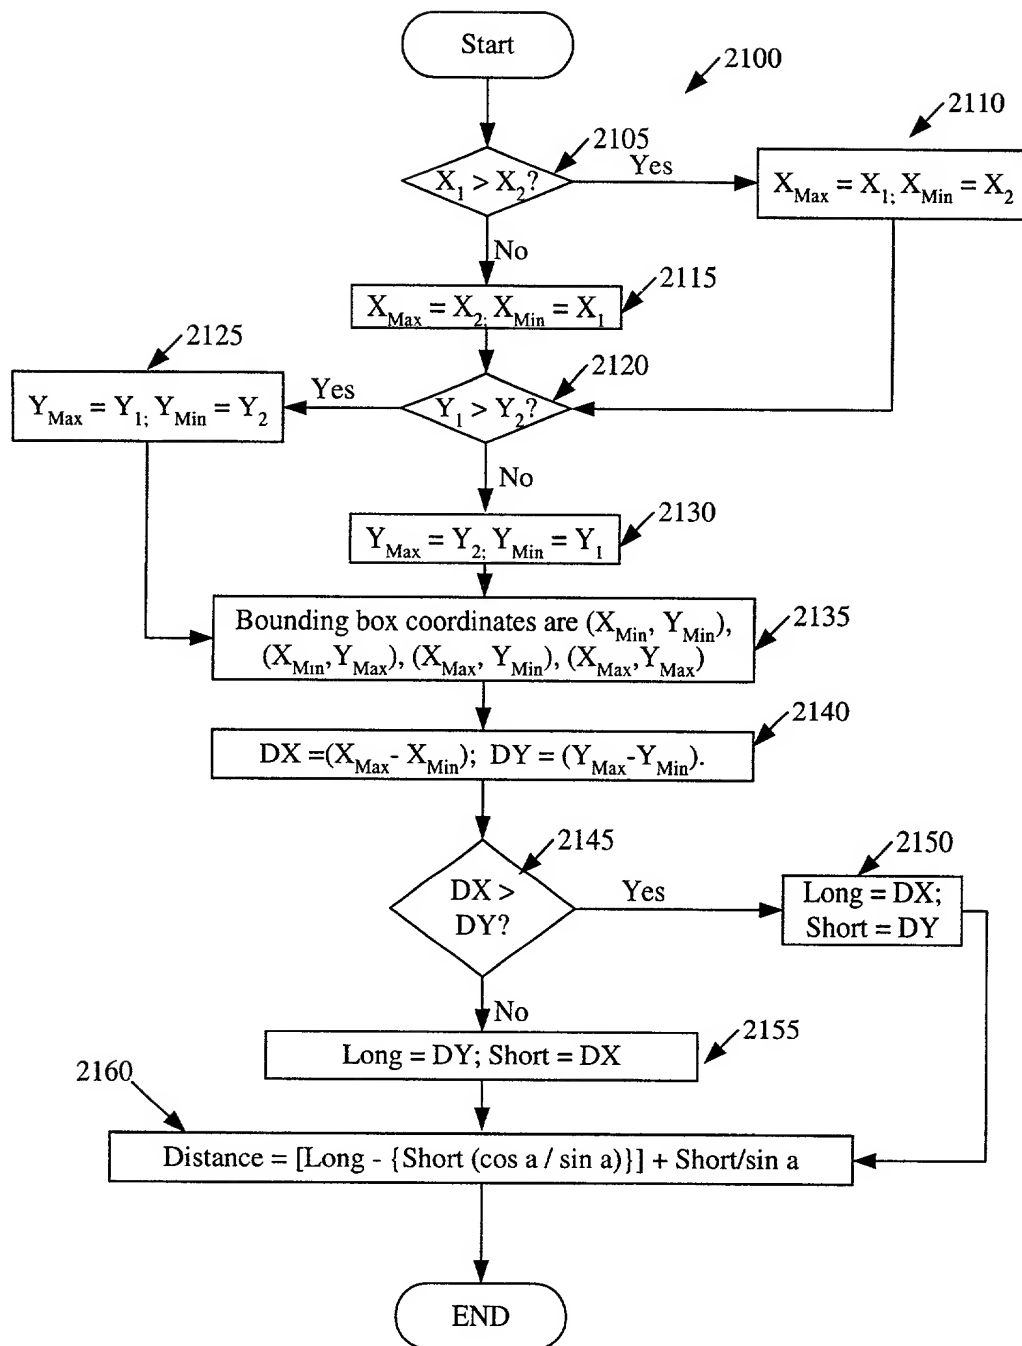 Start
2100
2105
2110
X1 > X2?
Yes
XMax = X1; XMin = X2
No
2115
XMax = X2; XMin = X1
2125
2120
Yes
YMax = Y1; YMin = Y2
Y1 > Y2?
No
2130
YMax = Y2; YMin = Y1
Bounding box coordinates are (XMin, YMin),
(XMin,YMax), (XMax, YMin), (XMax,YMax)
2135
2140
DX =(XMax- XMin); DY = (YMax-YMin).
2145
2150
DX >
DY?
Yes
Long = DX;
Short = DY
No
2155
Long = DY; Short = DX
2160
Distance = [Long - {Short (cos a / sin a)}] + Short/sin a
END